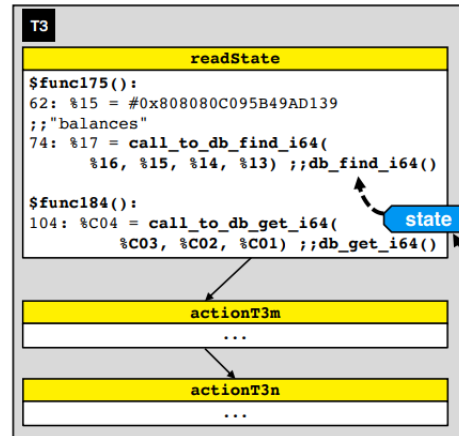 T3
readState
$func175():
62: %15 = #0x808080C095B49AD139
;;"balances"
74: %17 = call_to_db_find_i64(
%16, %15, %14, %13) ;;db_find_i64()
$func184():
104: %C04 = call_to_db_get_i64(
%C03, %C02, %C01) ;;db_get_i64()
state
actionT3m
...
actionT3n
...